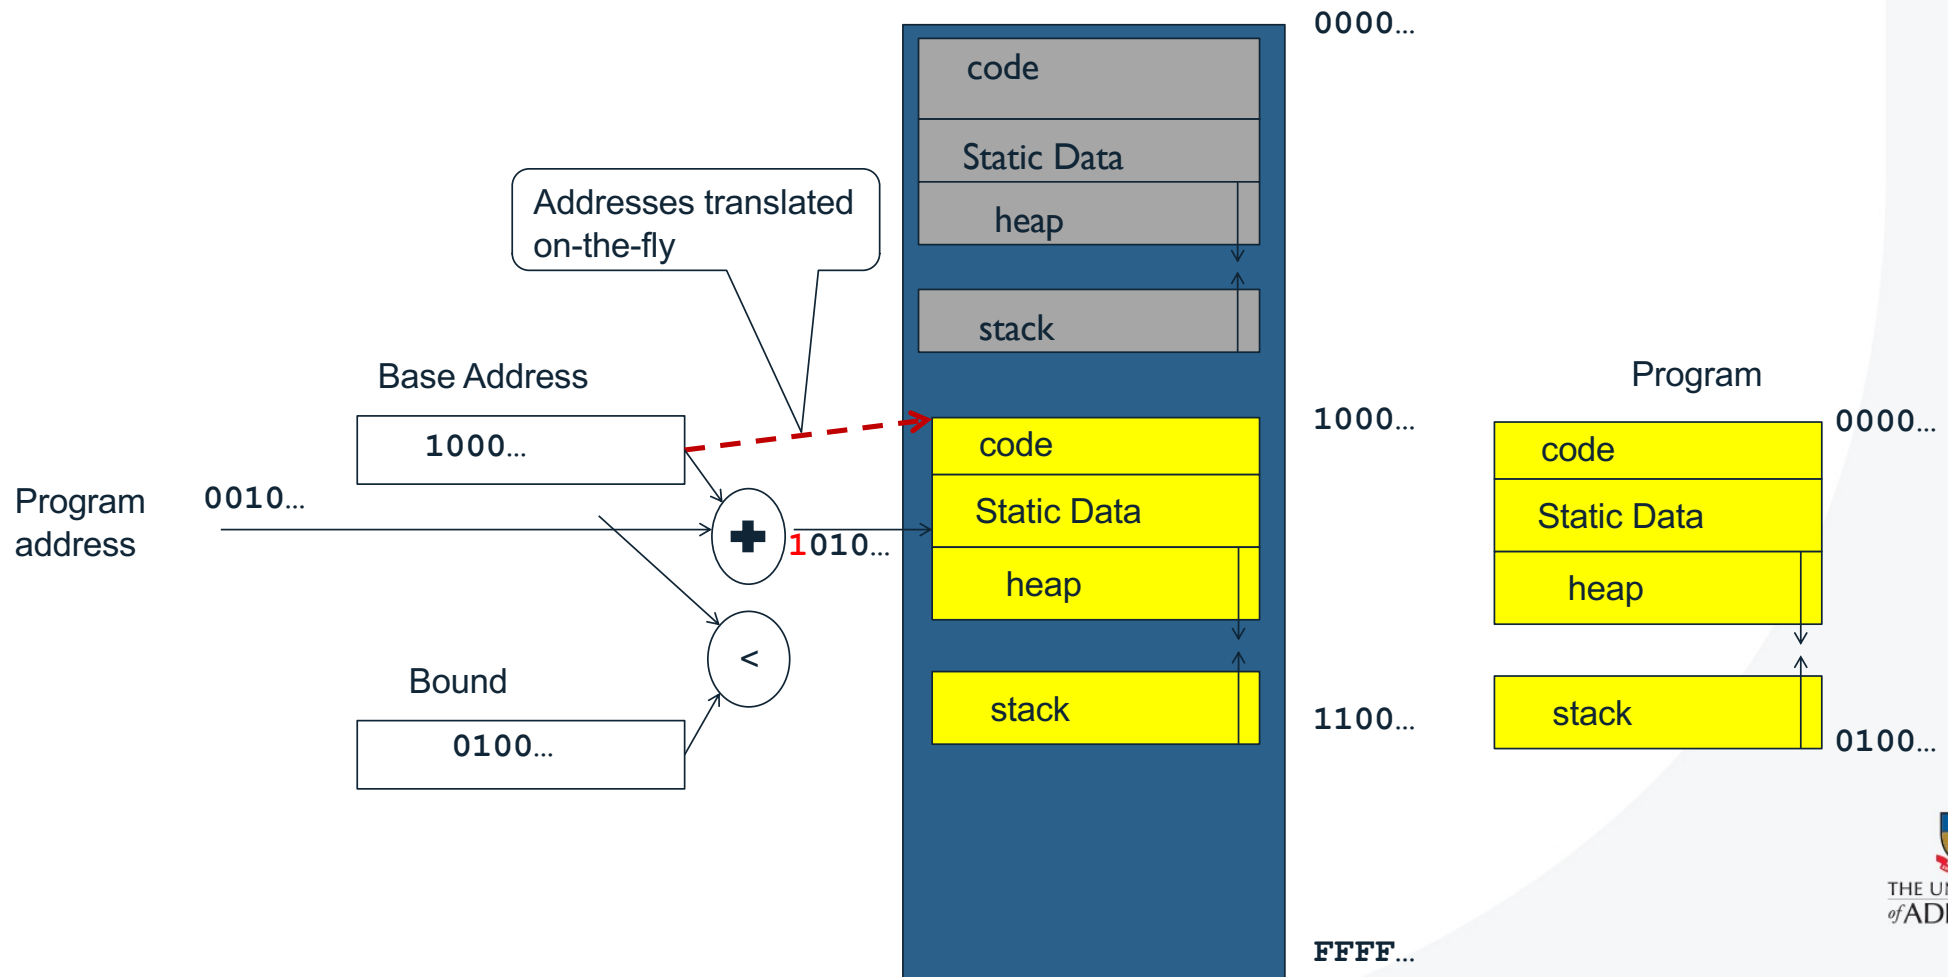 0000...
code
Static Data
heap
stack
Addresses translated
on-the-fly
Base Address
1000...
Program
address
0010...
1010...
<
Bound
0100...
1000...
code
Static Data
heap
stack
1100...
FFFF...
Program
0000...
code
Static Data
heap
stack
0100...
THE
of